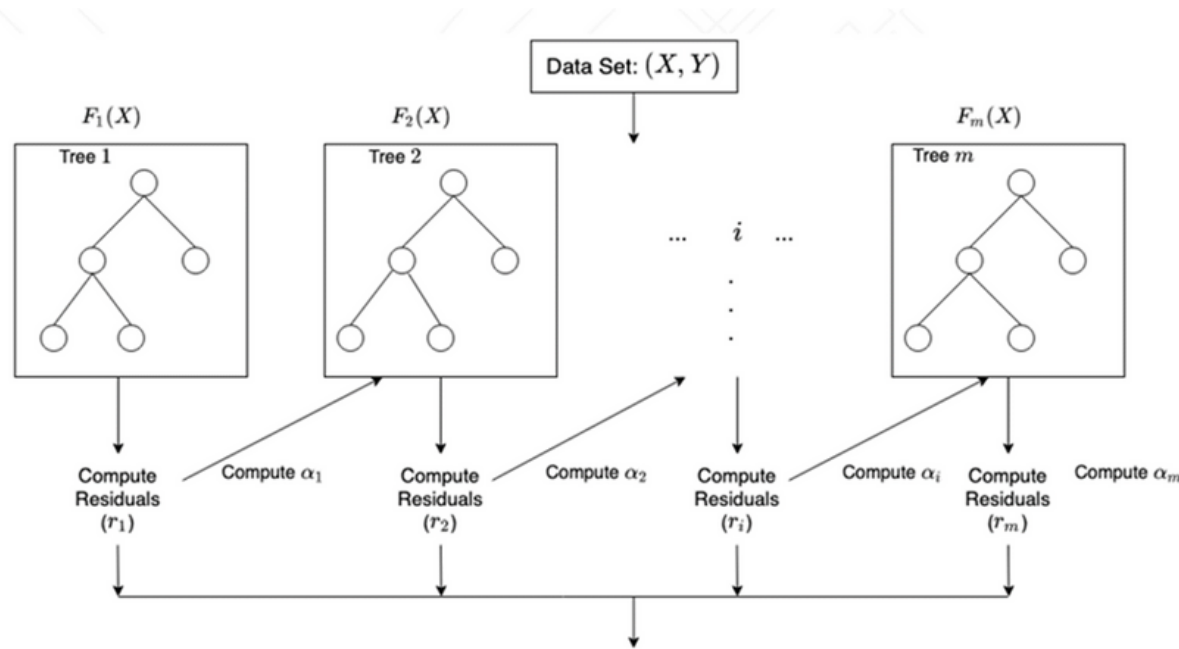 Data Set: (X, Y)
F₁(X)
F₂(X)
Fₘ(X)
Tree 1
Tree 2
Tree m
... i ...
Compute
Residuals
(r₁)
Compute α₁
Compute
Residuals
(r₂)
Compute α₂
Compute
Residuals
(rᵢ)
Compute αᵢ
Compute
Residuals
(rₘ)
Compute αₘ